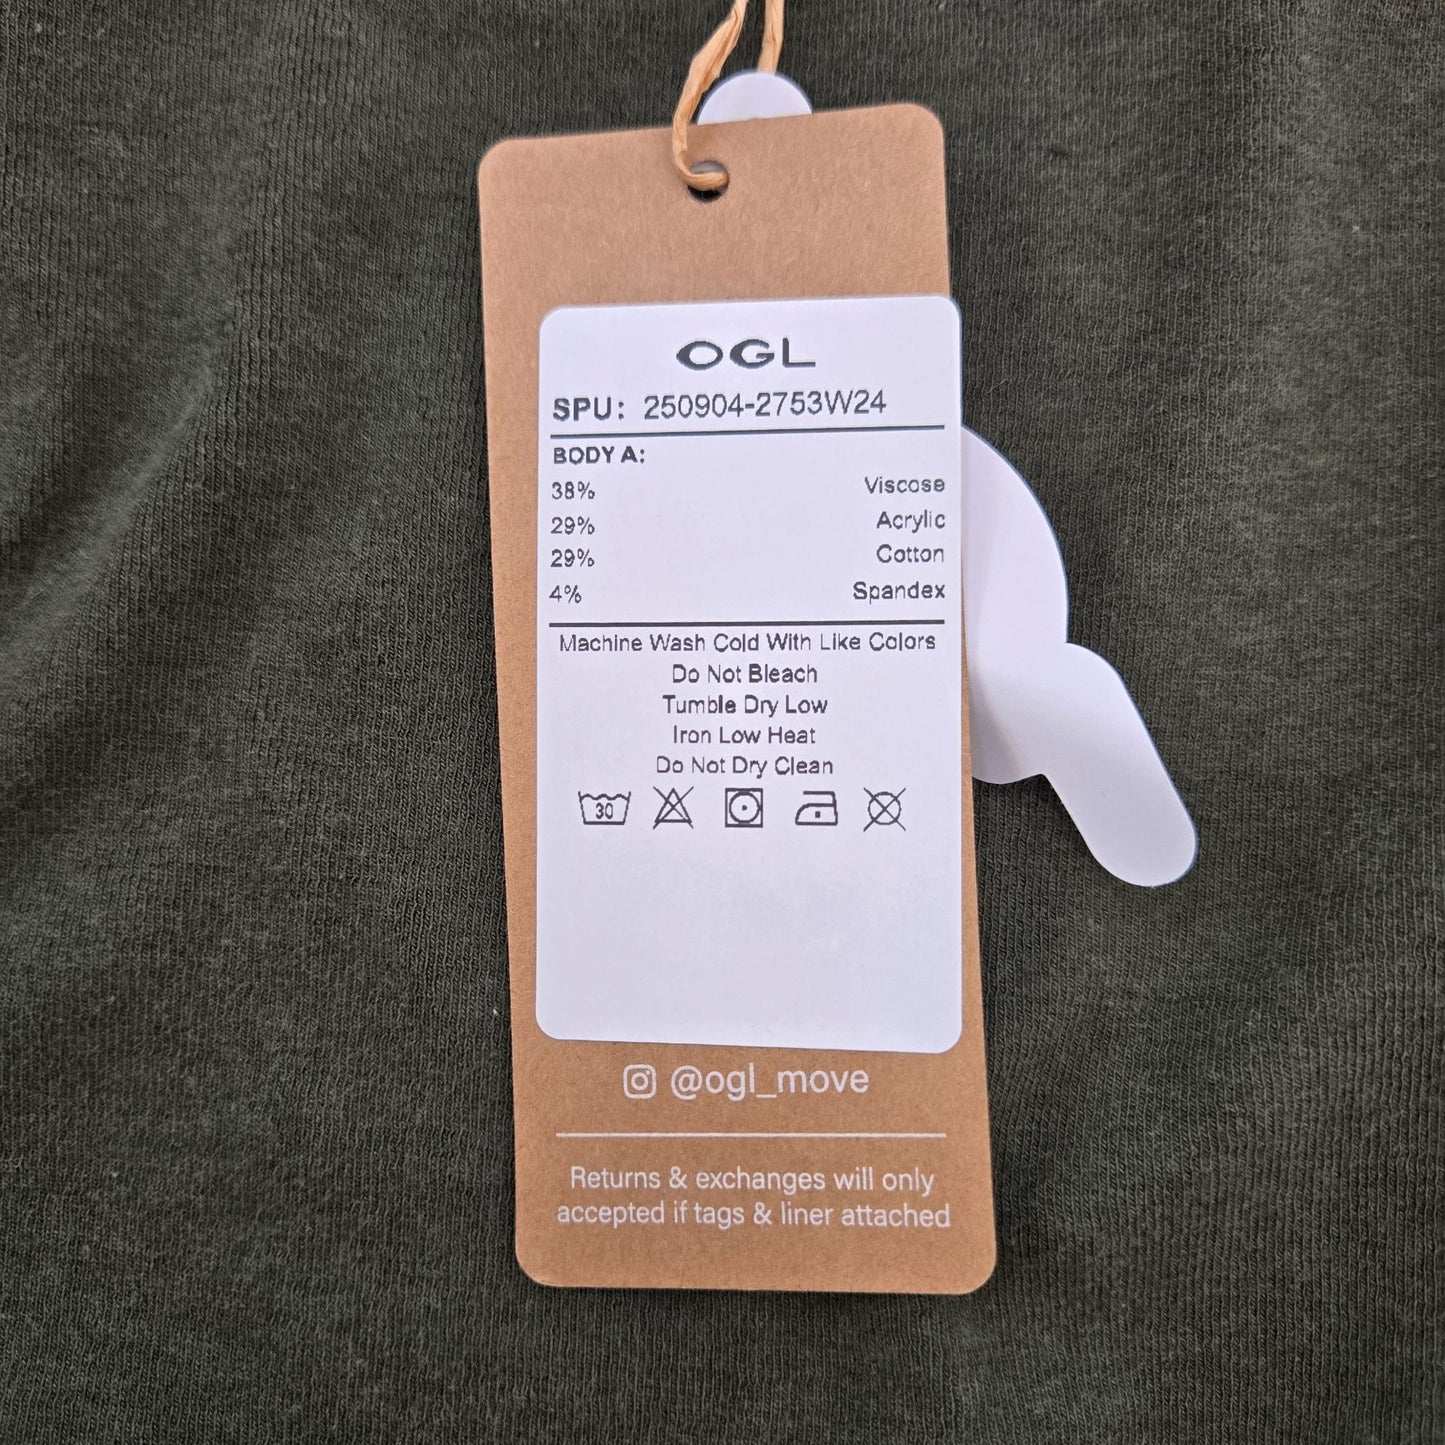 OGL
SPU: 250904-2753W24
BODY A:
38% Viscose
29% Acrylic
29% Cotton
4% Spandex
Machine Wash Cold With Like Colors
Do Not Bleach
Tumble Dry Low
Iron Low Heat
Do Not Dry Clean
30
@ogl_move
Returns & exchanges will only
accepted if tags & liner attached